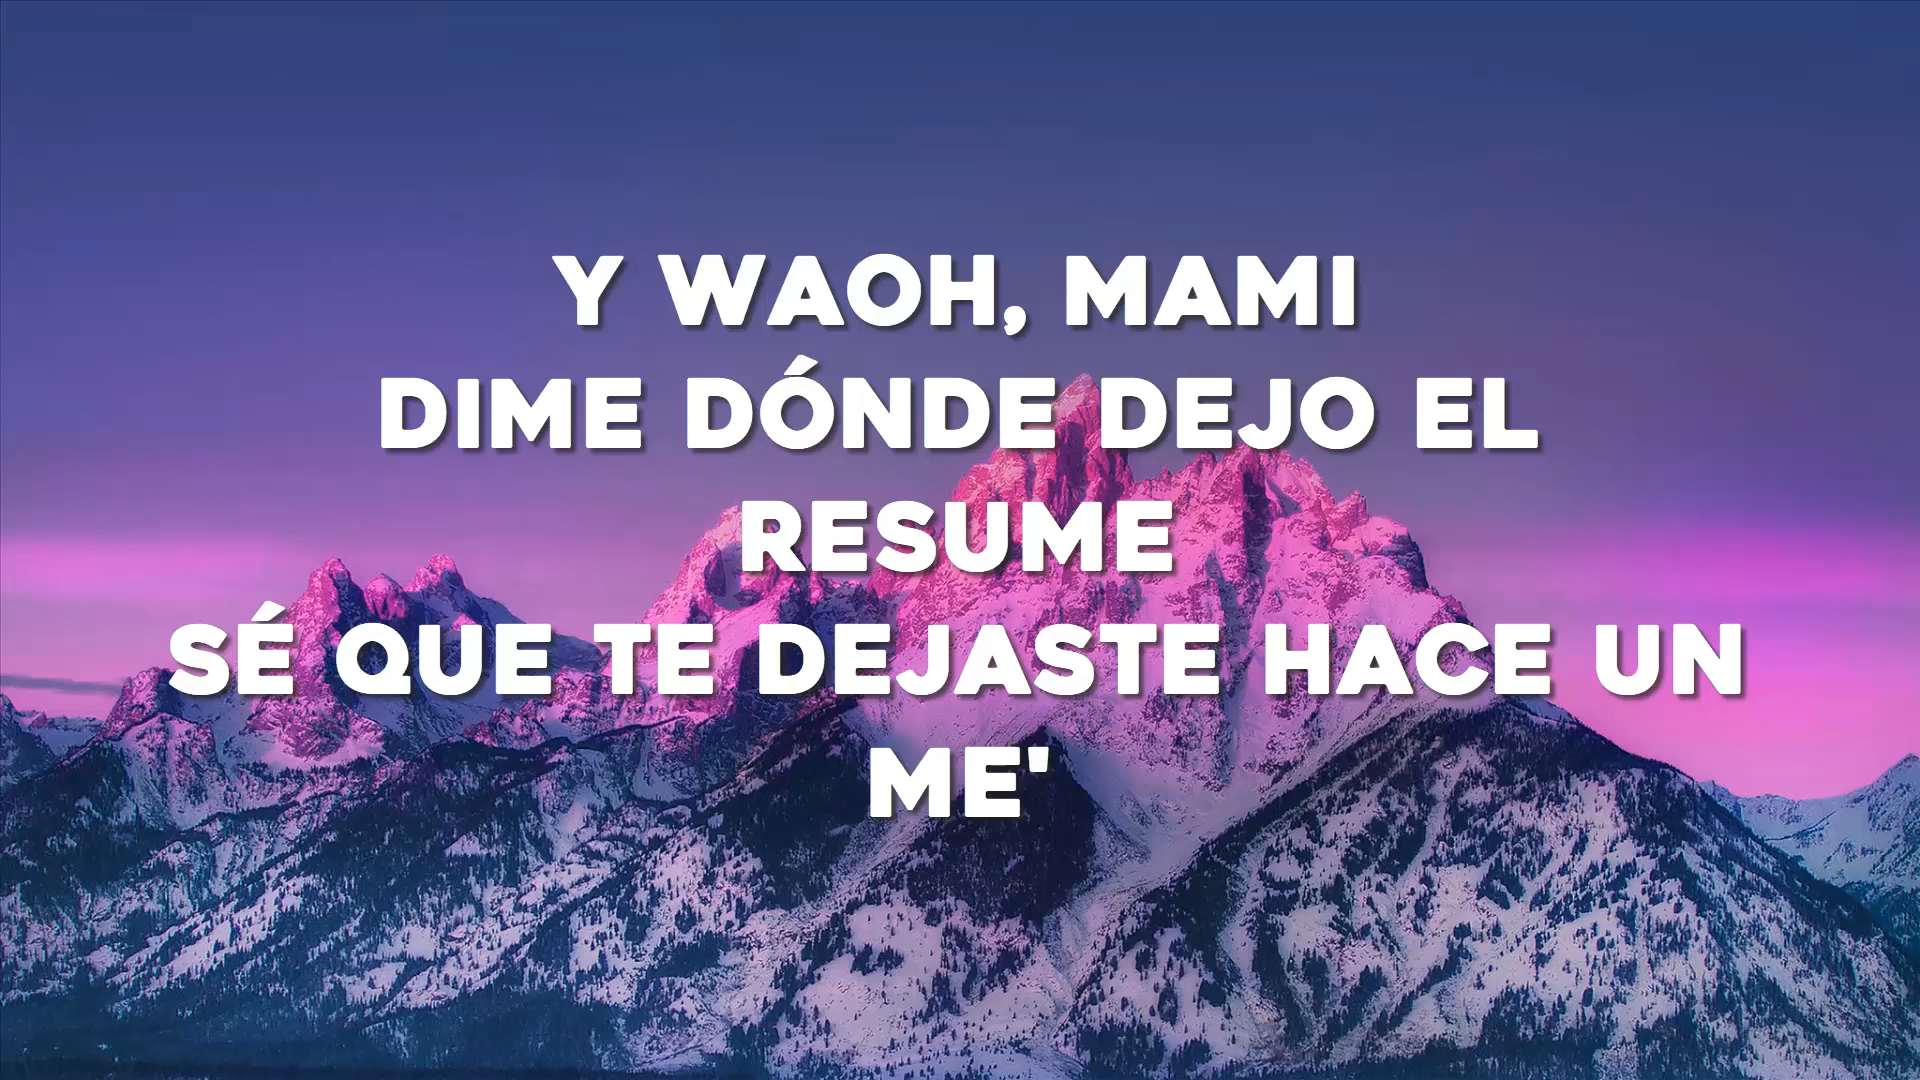 Y WAOH, MAMI
DIME DÓNDE DEJO EL
RESUME
SÉ QUE TE DEJASTE HACE UN
ME'